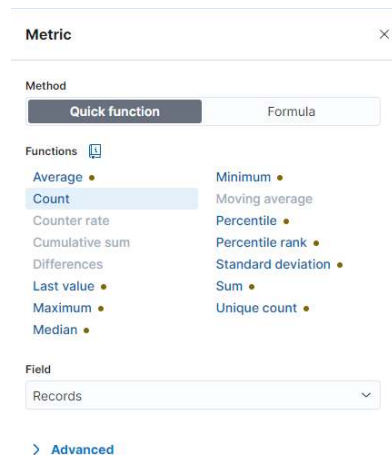 Metric
Method
Quick function
Formula
Functions
Average
Minimum
Count
Moving average
Counter rate
Percentile
Cumulative sum
Percentile rank
Differences
Standard deviation
Last value
Sum
Maximum
Unique count
Median
Field
Records
Advanced